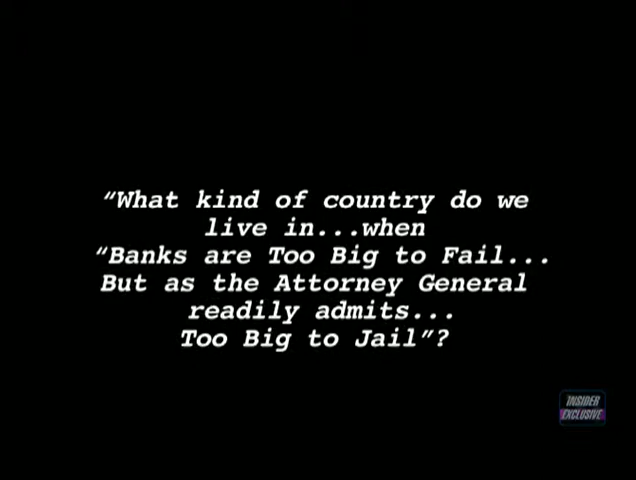 “What kind of country do we
live in...when
“Banks are Too Big to Fail...
But as the Attorney General
readily admits...
Too Big to Jail”?
INSIDER
EXCLUSIVE